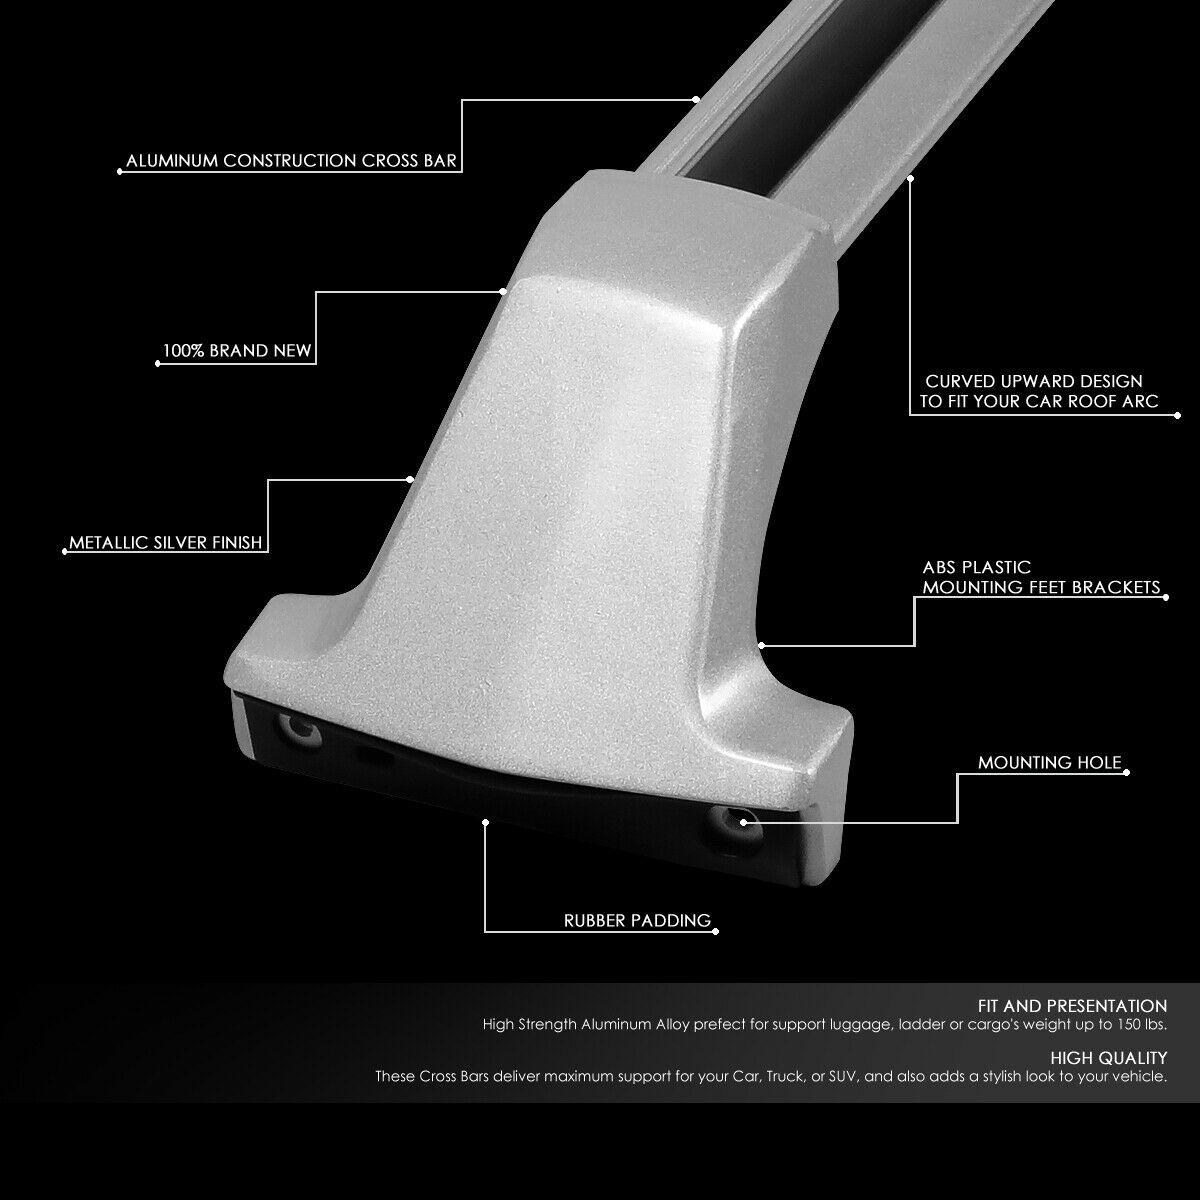 ALUMINUM CONSTRUCTION CROSS BAR
100% BRAND NEW
CURVED UPWARD DESIGN
TO FIT YOUR CAR ROOF ARC
METALLIC SILVER FINISH
ABS PLASTIC
MOUNTING FEET BRACKETS
MOUNTING HOLE
RUBBER PADDING
FIT AND PRESENTATION
High Strength Aluminum Alloy prefect for support luggage, ladder or cargo's weight up to 150 lbs.
HIGH QUALITY
These Cross Bars deliver maximum support for your Car, Truck, or SUV, and also adds a stylish look to your vehicle.